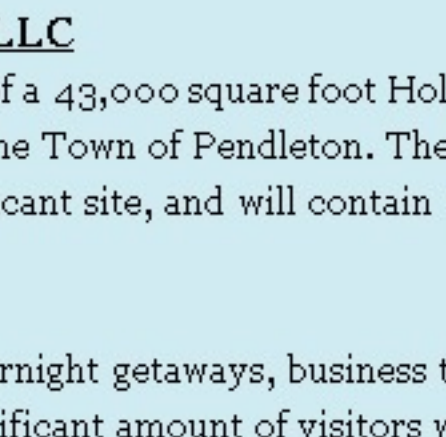 LLC
f a 43,000 square foot Hol
ne Town of Pendleton. The
cant site, and will contain
rnight getaways, business t
ificant amount of visitors w